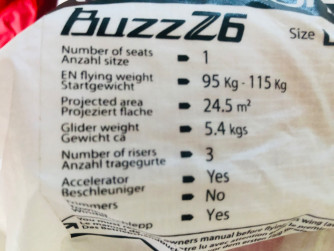 BuzzZ6 Size
Number of seats
Anzahl sitze 1
EN flying weight
Startgewicht 95 Kg - 115 Kg
Projected area
Projeziert flache 24.5 m²
Glider weight
Gewicht ca 5.4 kgs
Number of risers
Anzahl tragegurte 3
Accelerator
Beschleuniger Yes
No
Yes